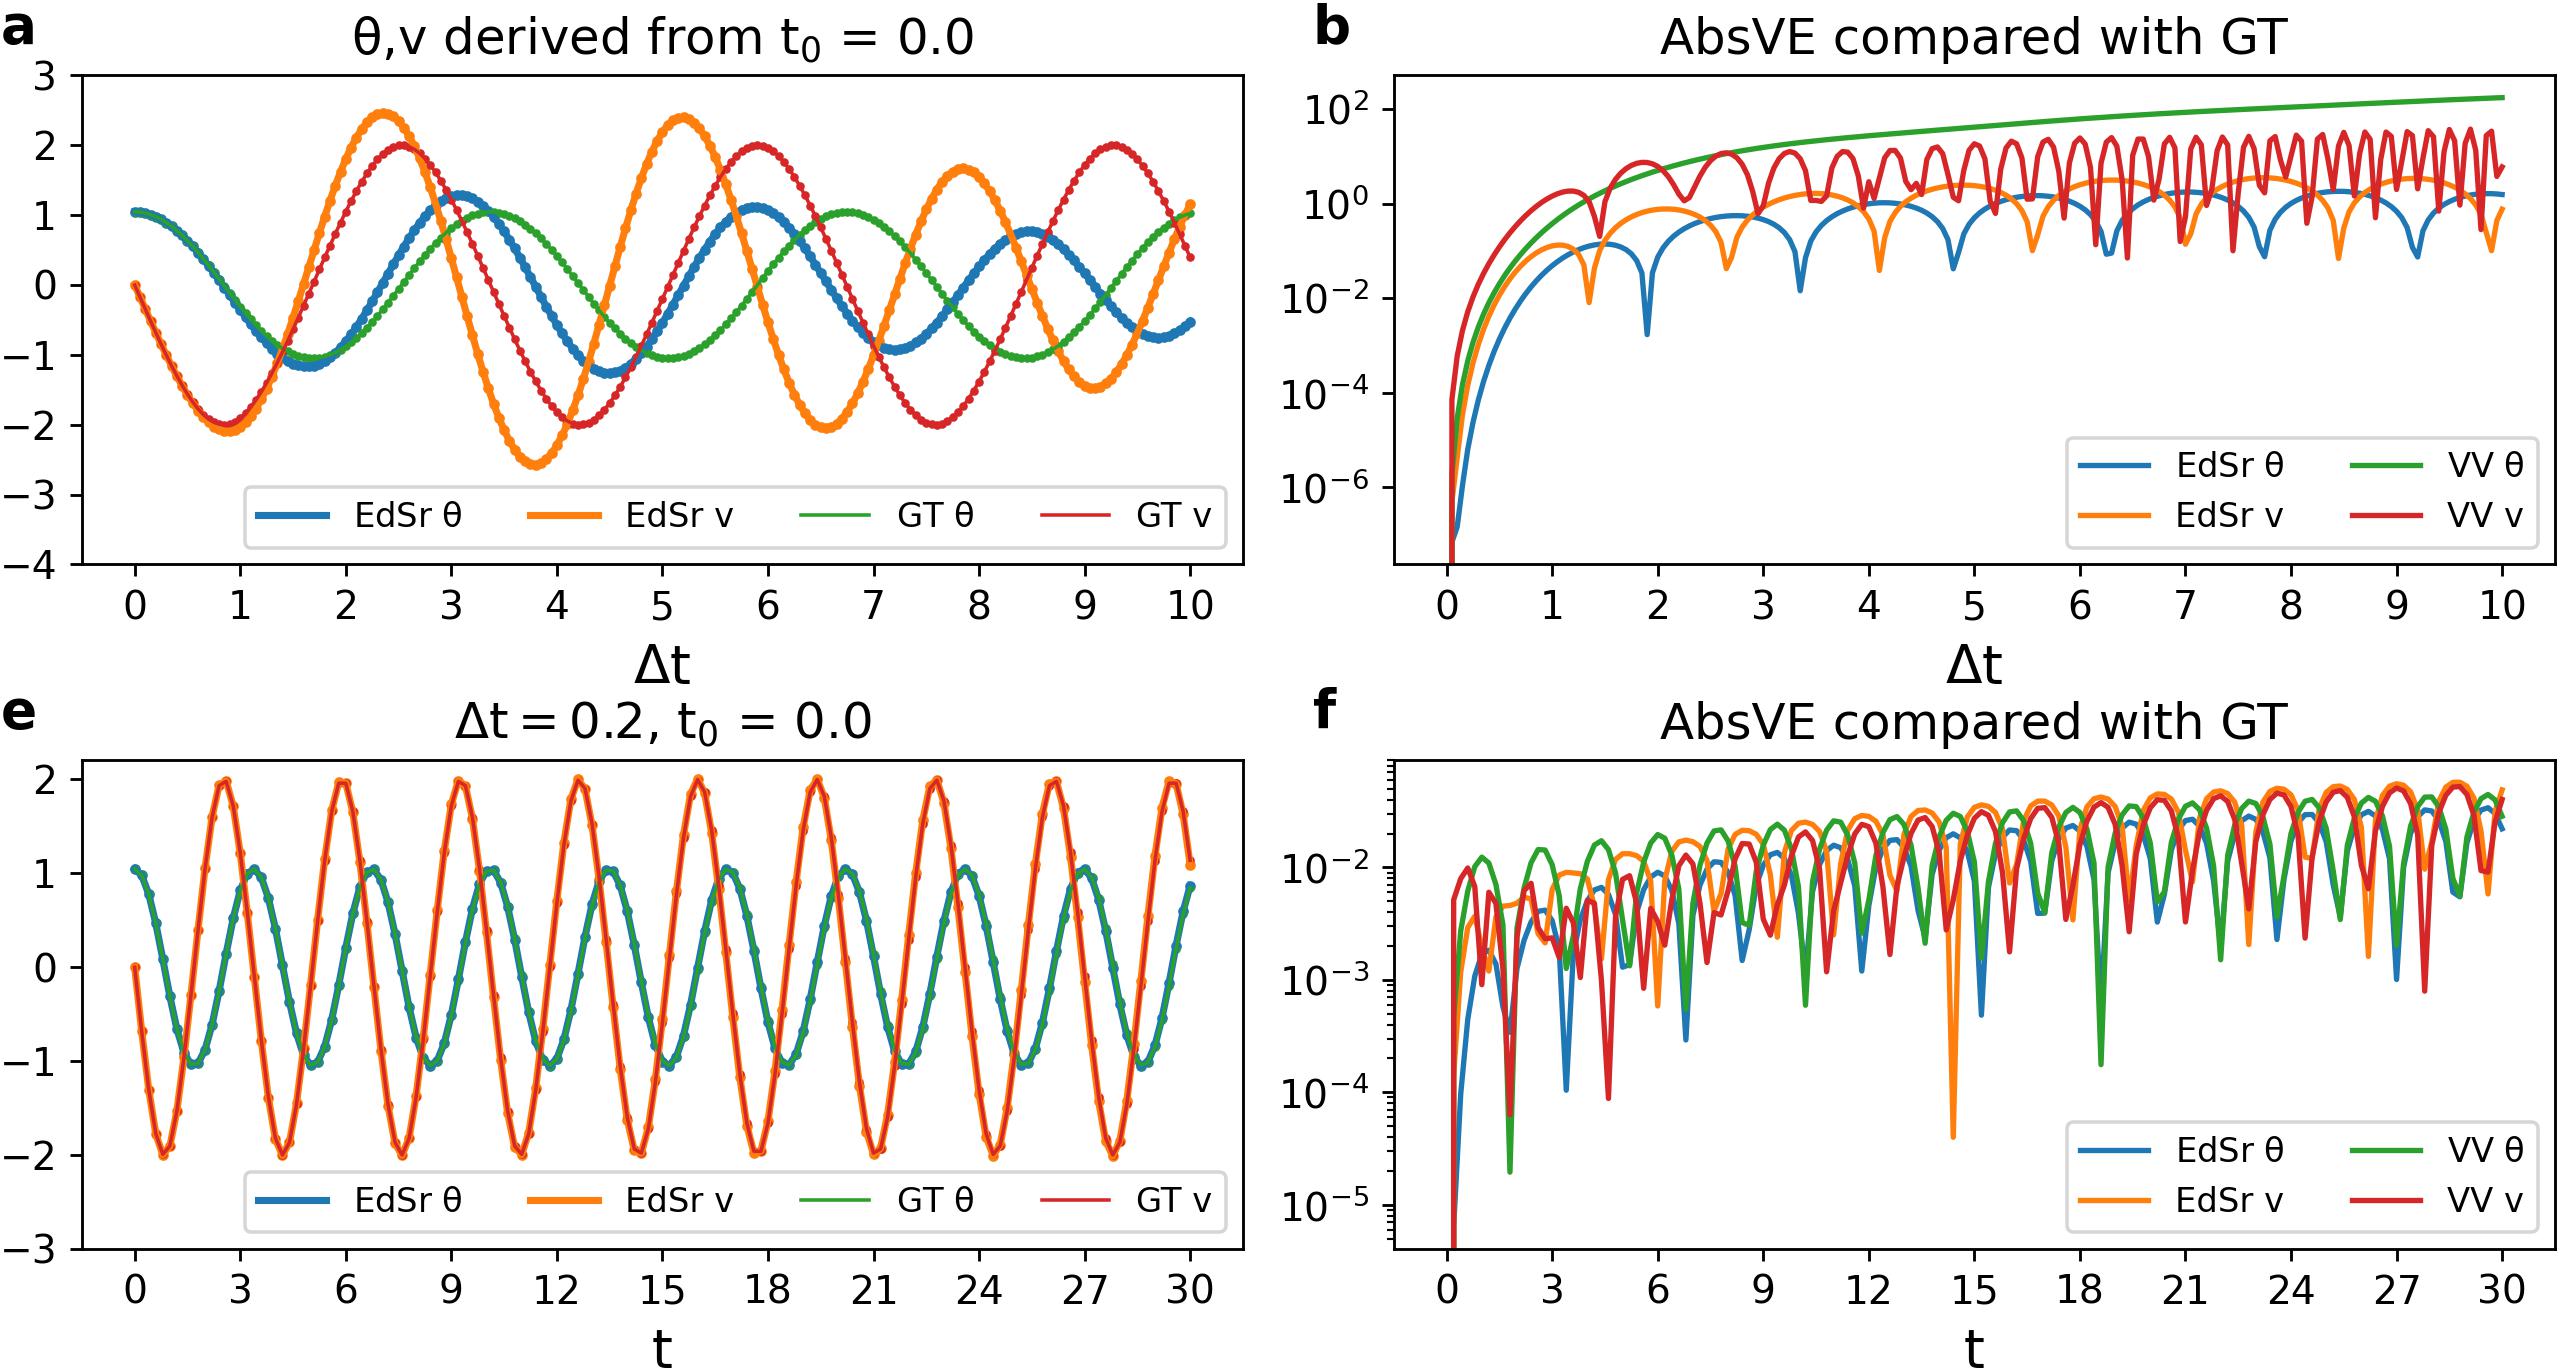 a
θ,v derived from t₀ = 0.0
3
2
1
0
−1
−2
−3
−4
EdSr θ EdSr v GT θ GT v
0 1 2 3 4 5 6 7 8 9 10
Δt
b
AbsVE compared with GT
10²
10⁰
10⁻²
10⁻⁴
10⁻⁶
EdSr θ VV θ
EdSr v VV v
0 1 2 3 4 5 6 7 8 9 10
Δt
e
Δt = 0.2, t₀ = 0.0
2
1
0
−1
−2
−3
EdSr θ EdSr v GT θ GT v
0 3 6 9 12 15 18 21 24 27 30
t
f
AbsVE compared with GT
10⁻²
10⁻³
10⁻⁴
10⁻⁵
EdSr θ VV θ
EdSr v VV v
0 3 6 9 12 15 18 21 24 27 30
t